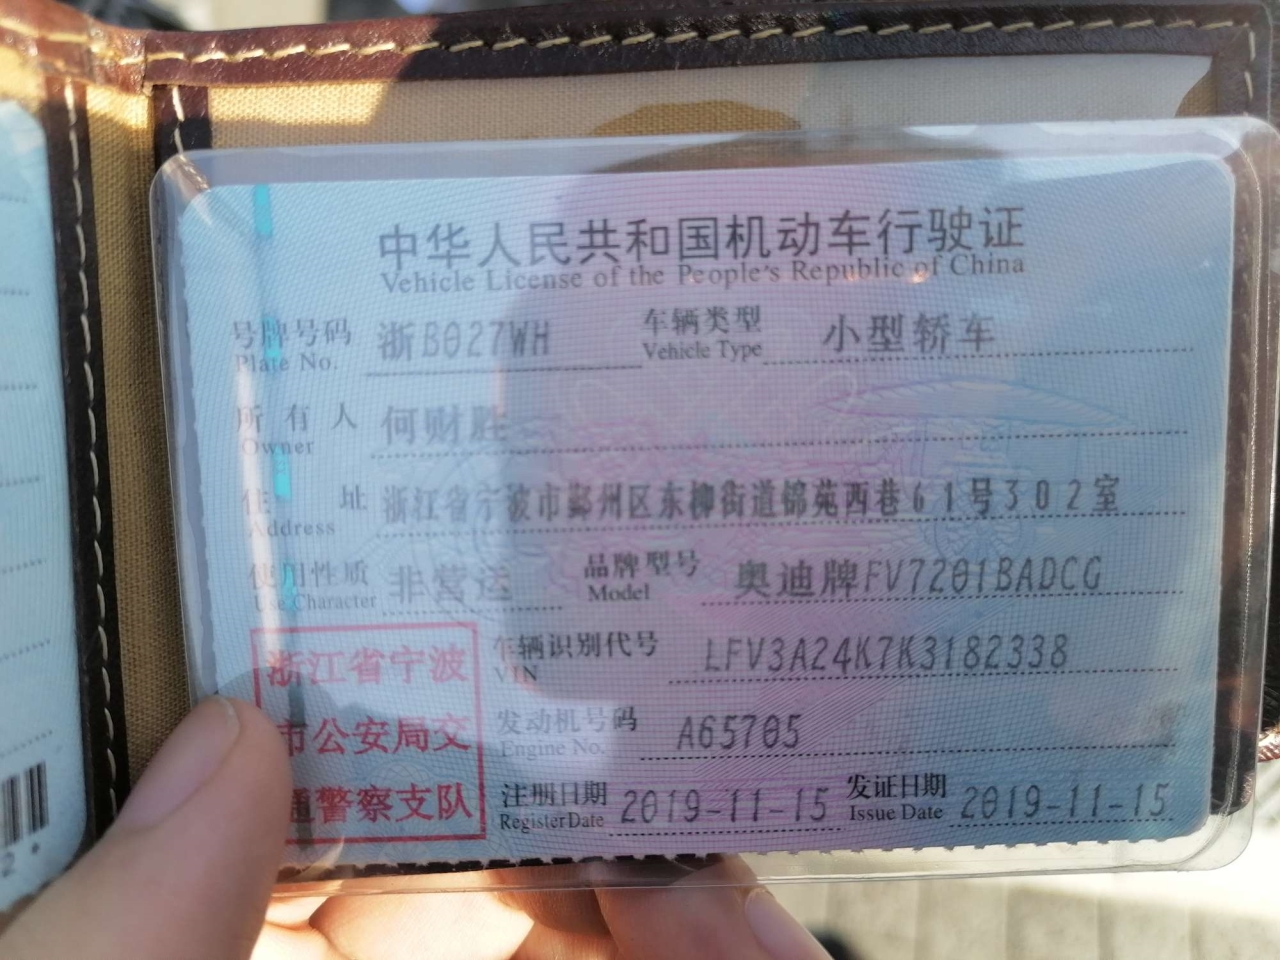 中华人民共和国机动车行驶证
Vehicle License of the People's Republic of China
号牌号码 浙B027WH 车辆类型 小型轿车
Plate No. Vehicle Type
所有人 何财胜
Owner
住址 浙江省宁波市鄞州区东柳街道锦苑西巷61号302室
Address
使用性质 非营运 品牌型号 奥迪牌FV7201BADCG
Use Character Model
浙江省宁波
市公安局交
通警察支队
车辆识别代号 LFV3A24K7K3182338
VIN
发动机号码 A65705
Engine No.
注册日期 2019-11-15 发证日期 2019-11-15
Register Date Issue Date